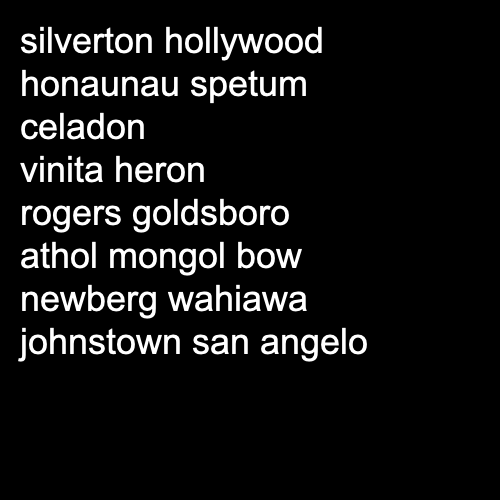 silverton hollywood
honaunau spetum
celadon
vinita heron
rogers goldsboro
athol mongol bow
newberg wahiawa
johnstown san angelo